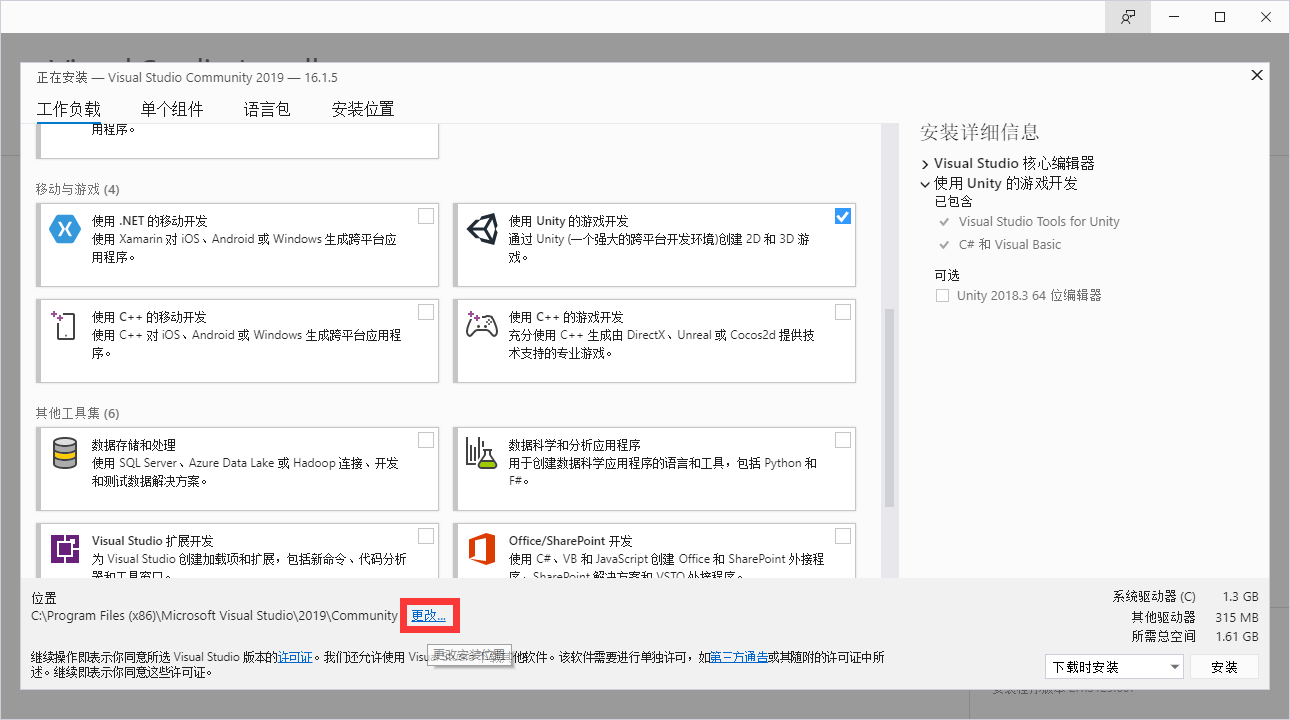 正在安装 — Visual Studio Community 2019 — 16.1.5
工作负载 单个组件 语言包 安装位置
用程序。
移动与游戏 (4)
使用 .NET 的移动开发
使用 Xamarin 对 iOS、Android 或 Windows 生成跨平台应
用程序。
使用 Unity 的游戏开发
通过 Unity (一个强大的跨平台开发环境)创建 2D 和 3D 游
戏。
使用 C++ 的移动开发
使用 C++ 对 iOS、Android 或 Windows 生成跨平台应用程
序。
使用 C++ 的游戏开发
充分使用 C++ 生成由 DirectX、Unreal 或 Cocos2d 提供技
术支持的专业游戏。
其他工具集 (6)
数据存储和处理
使用 SQL Server、Azure Data Lake 或 Hadoop 连接、开发
和测试数据解决方案。
数据科学和分析应用程序
用于创建数据科学应用程序的语言和工具，包括 Python 和
F#。
Visual Studio 扩展开发
为 Visual Studio 创建加载项和扩展，包括新命令、代码分析
器和工具窗口。
Office/SharePoint 开发
使用 C#、VB 和 JavaScript 创建 Office 和 SharePoint 外接程
序、SharePoint 解决方案和 VSTO 外接程序。
安装详细信息
Visual Studio 核心编辑器
使用 Unity 的游戏开发
已包含
Visual Studio Tools for Unity
C# 和 Visual Basic
可选
Unity 2018.3 64 位编辑器
位置
C:\Program Files (x86)\Microsoft Visual Studio\2019\Community 更改...
更改安装位置
继续操作即表示你同意所选 Visual Studio 版本的许可证。我们还允许使用 Visu 他软件。该软件需要进行单独许可，如第三方通告或其随附的许可证中所
述。继续即表示你同意这些许可证。
系统驱动器 (C) 1.3 GB
其他驱动器 315 MB
所需总空间 1.61 GB
下载时安装 安装